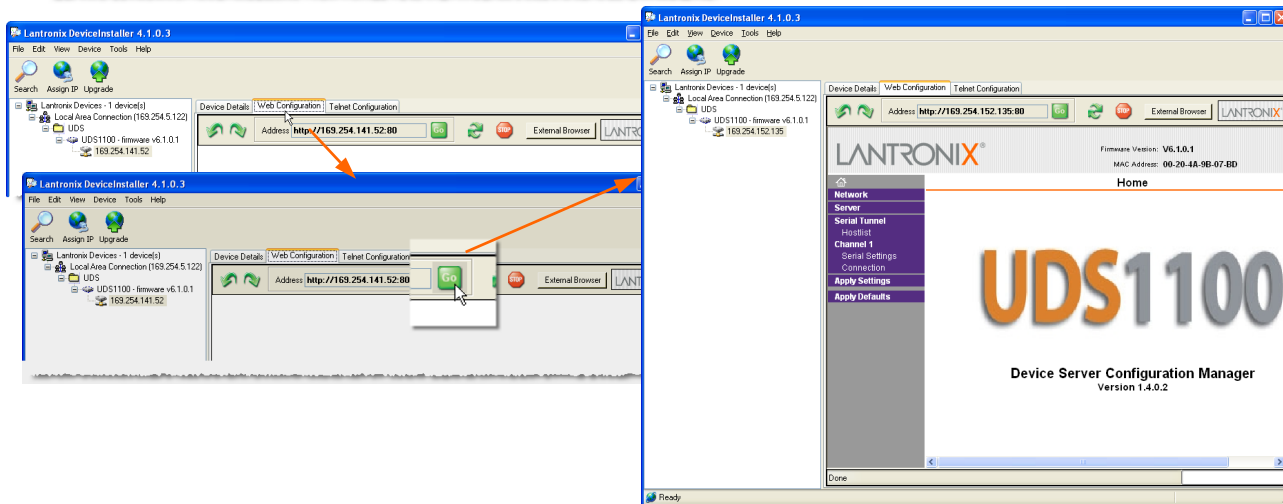 Lantronix DeviceInstaller 4.1.0.3
File Edit View Device Tools Help
Search Assign IP Upgrade
Lantronix Devices - 1 device(s)
Local Area Connection (169.254.5.122)
UDS
UDS1100 - firmware v6.1.0.1
169.254.141.52
Device Details Web Configuration Telnet Configuration
Address http://169.254.141.52:80 Go STOP External Browser LANTRO
Lantronix DeviceInstaller 4.1.0.3
File Edit View Device Tools Help
Search Assign IP Upgrade
Lantronix Devices - 1 device(s)
Local Area Connection (169.254.5.122)
UDS
UDS1100 - firmware v6.1.0.1
169.254.141.52
Device Details Web Configuration Telnet Configuration
Address http://169.254.141.52:80 Go STOP External Browser LANT
Lantronix DeviceInstaller 4.1.0.3
File Edit View Device Tools Help
Search Assign IP Upgrade
Lantronix Devices - 1 device(s)
Local Area Connection (169.254.5.122)
UDS
UDS1100 - firmware v6.1.0.1
169.254.152.135
Device Details Web Configuration Telnet Configuration
Address http://169.254.152.135:80 Go STOP External Browser LANTRONIX
LANTRONIX®
Firmware Version: V6.1.0.1
MAC Address: 00-20-4A-9B-07-BD
Home
Network
Server
Serial Tunnel
Hostlist
Channel 1
Serial Settings
Connection
Apply Settings
Apply Defaults
UDS1100
Device Server Configuration Manager
Version 1.4.0.2
Done
Ready